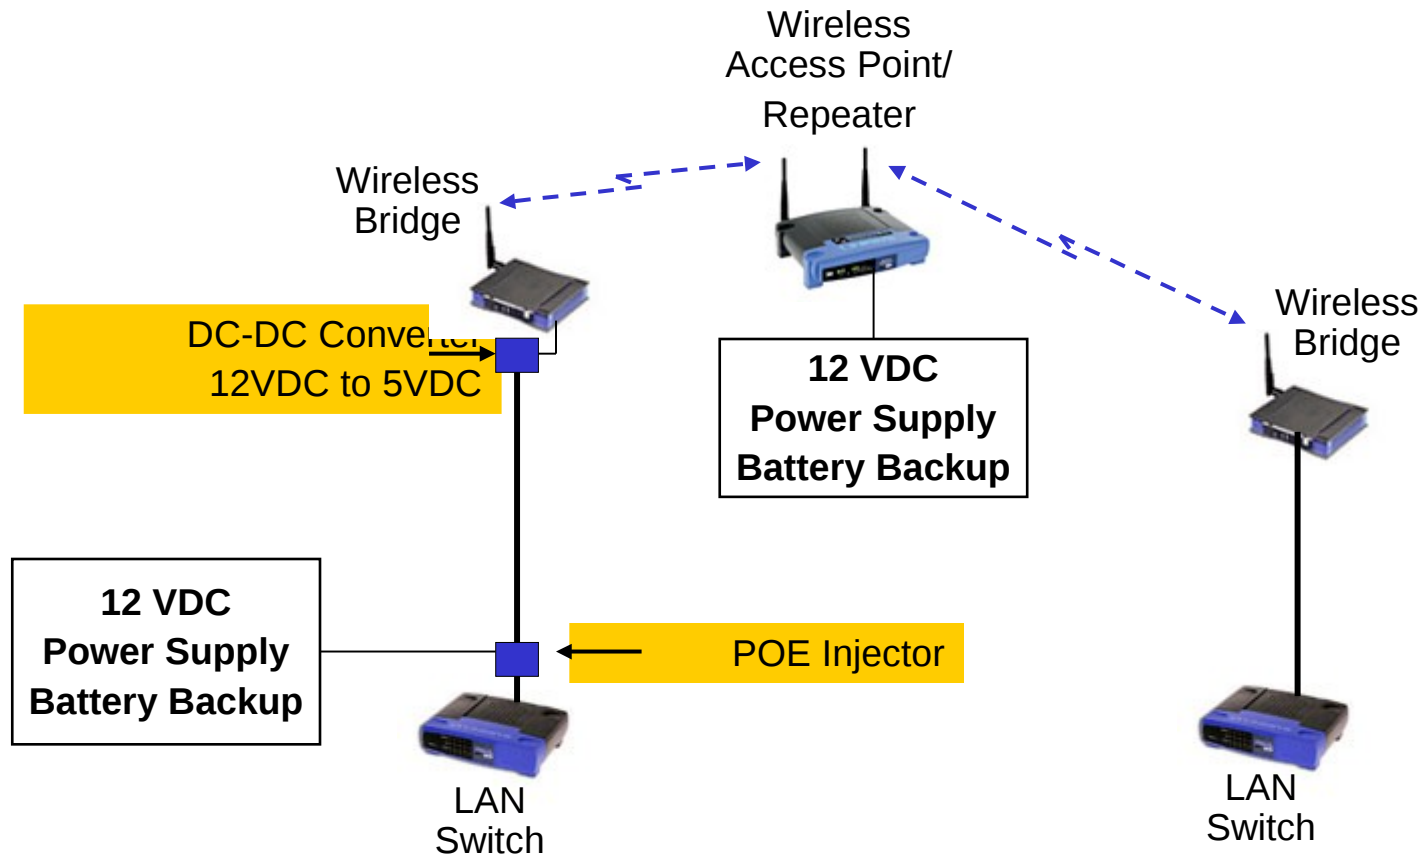 Wireless
Access Point/
Repeater
Wireless
Bridge
DC-DC Converter
12VDC to 5VDC
12 VDC
Power Supply
Battery Backup
Wireless
Bridge
12 VDC
Power Supply
Battery Backup
POE Injector
LAN
Switch
LAN
Switch